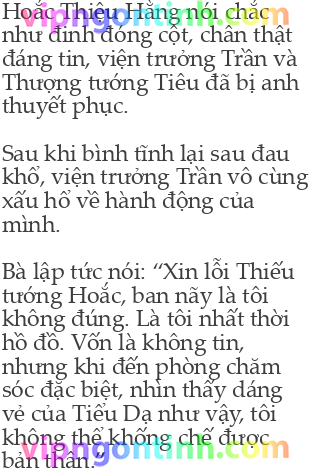 vipngontinh.com
Hoắc Thiệu Hằng nói chắc
như đinh đóng cột, chân thật
đáng tin, viện trưởng Trần và
Thượng tướng Tiêu đã bị anh
thuyết phục.
Sau khi bình tĩnh lại sau đau
khổ, viện trưởng Trần vô cùng
xấu hổ về hành động của
mình.
Bà lập tức nói: “Xin lỗi Thiếu
tướng Hoắc, ban nãy là tôi
không đúng. Là tôi nhất thời
hồ đồ. Vốn là không tin,
nhưng khi đến phòng chăm
sóc đặc biệt, nhìn thấy dáng
vẻ của Tiểu Dạ như vậy, tôi
không thể khống chế được
bản thân.”
vipngontinh.com